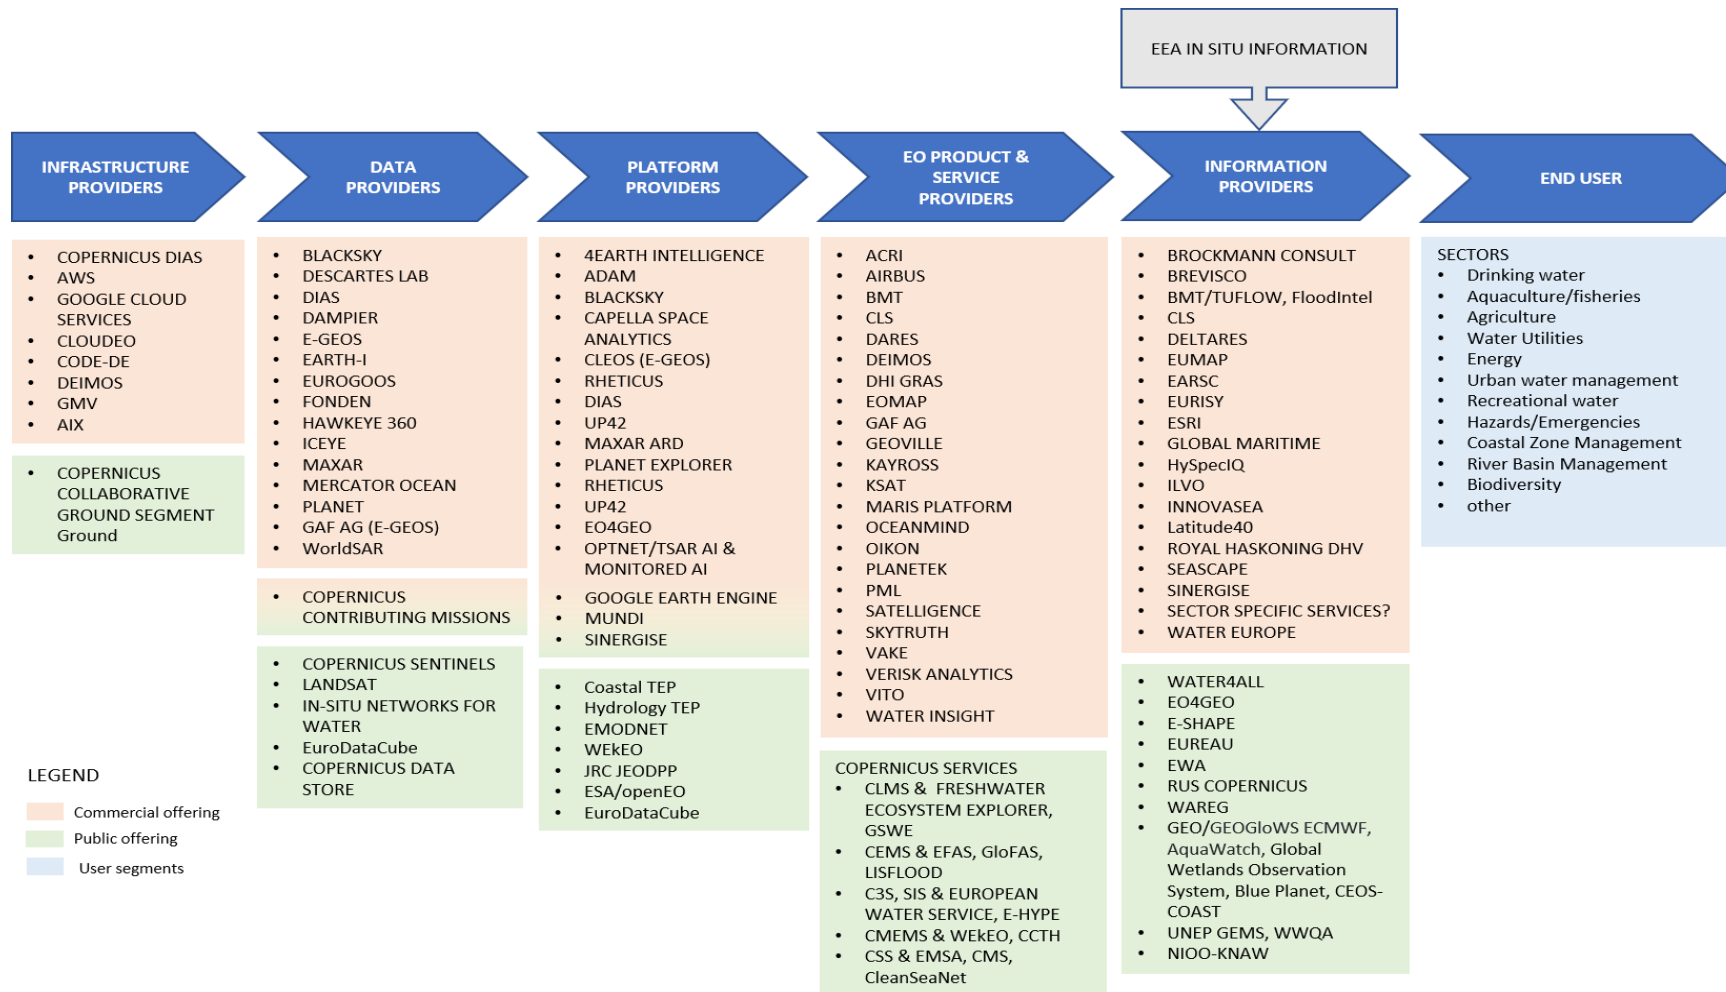 EEA IN SITU INFORMATION
INFRASTRUCTURE
PROVIDERS
DATA
PROVIDERS
PLATFORM
PROVIDERS
EO PRODUCT &
SERVICE
PROVIDERS
INFORMATION
PROVIDERS
END USER
• COPERNICUS DIAS
• AWS
• GOOGLE CLOUD
SERVICES
• CLOUDEO
• CODE-DE
• DEIMOS
• GMV
• AIX
• COPERNICUS
COLLABORATIVE
GROUND SEGMENT
Ground
• BLACKSKY
• DESCARTES LAB
• DIAS
• DAMPIER
• E-GEOS
• EARTH-I
• EUROGOOS
• FONDEN
• HAWKEYE 360
• ICEYE
• MAXAR
• MERCATOR OCEAN
• PLANET
• GAF AG (E-GEOS)
• WorldSAR
• COPERNICUS
CONTRIBUTING MISSIONS
• COPERNICUS SENTINELS
• LANDSAT
• IN-SITU NETWORKS FOR
WATER
• EuroDataCube
• COPERNICUS DATA
STORE
• 4EARTH INTELLIGENCE
• ADAM
• BLACKSKY
• CAPELLA SPACE
ANALYTICS
• CLEOS (E-GEOS)
• RHETICUS
• DIAS
• UP42
• MAXAR ARD
• PLANET EXPLORER
• RHETICUS
• UP42
• EO4GEO
• OPTNET/TSAR AI &
MONITORED AI
• GOOGLE EARTH ENGINE
• MUNDI
• SINERGISE
• Coastal TEP
• Hydrology TEP
• EMODNET
• WEkEO
• JRC JEODPP
• ESA/openEO
• EuroDataCube
• ACRI
• AIRBUS
• BMT
• CLS
• DARES
• DEIMOS
• DHI GRAS
• EOMAP
• GAF AG
• GEOVILLE
• KAYROSS
• KSAT
• MARIS PLATFORM
• OCEANMIND
• OIKON
• PLANETEK
• PML
• SATELLIGENCE
• SKYTRUTH
• VAKE
• VERISK ANALYTICS
• VITO
• WATER INSIGHT
COPERNICUS SERVICES
• CLMS & FRESHWATER
ECOSYSTEM EXPLORER,
GSWE
• CEMS & EFAS, GloFAS,
LISFLOOD
• C3S, SIS & EUROPEAN
WATER SERVICE, E-HYPE
• CMEMS & WEkEO, CCTH
• CSS & EMSA, CMS,
CleanSeaNet
• BROCKMANN CONSULT
• BREVISCO
• BMT/TUFLOW, FloodIntel
• CLS
• DELTARES
• EUMAP
• EARSC
• EURISY
• ESRI
• GLOBAL MARITIME
• HySpecIQ
• ILVO
• INNOVASEA
• Latitude40
• ROYAL HASKONING DHV
• SEASCAPE
• SINERGISE
• SECTOR SPECIFIC SERVICES?
• WATER EUROPE
• WATER4ALL
• EO4GEO
• E-SHAPE
• EUREAU
• EWA
• RUS COPERNICUS
• WAREG
• GEO/GEOGloWS ECMWF,
AquaWatch, Global
Wetlands Observation
System, Blue Planet, CEOS-
COAST
• UNEP GEMS, WWQA
• NIOO-KNAW
SECTORS
• Drinking water
• Aquaculture/fisheries
• Agriculture
• Water Utilities
• Energy
• Urban water management
• Recreational water
• Hazards/Emergencies
• Coastal Zone Management
• River Basin Management
• Biodiversity
• other
LEGEND
Commercial offering
Public offering
User segments